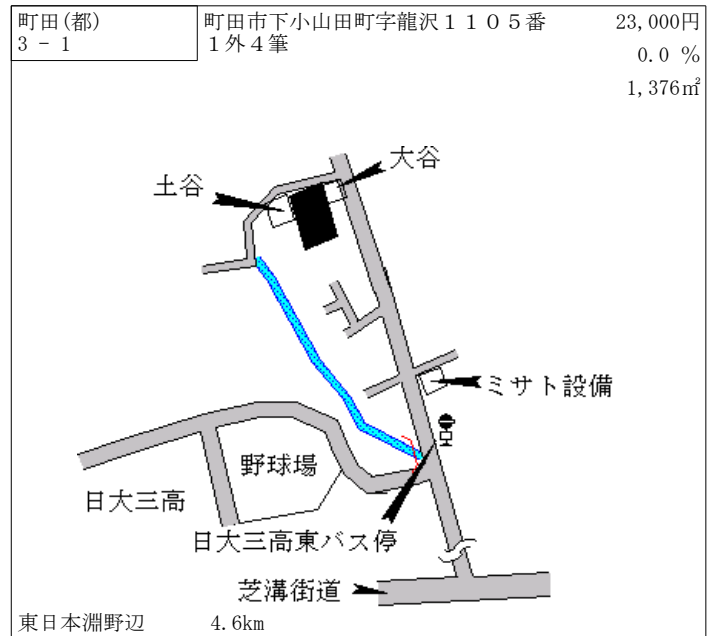 町田(都)
3 - 1
町田市下小山田町字龍沢1105番
1外4筆
23,000円
0.0 %
1,376㎡
大谷
土谷
ミサト設備
野球場
日大三高
日大三高東バス停
芝溝街道
東日本淵野辺 4.6km